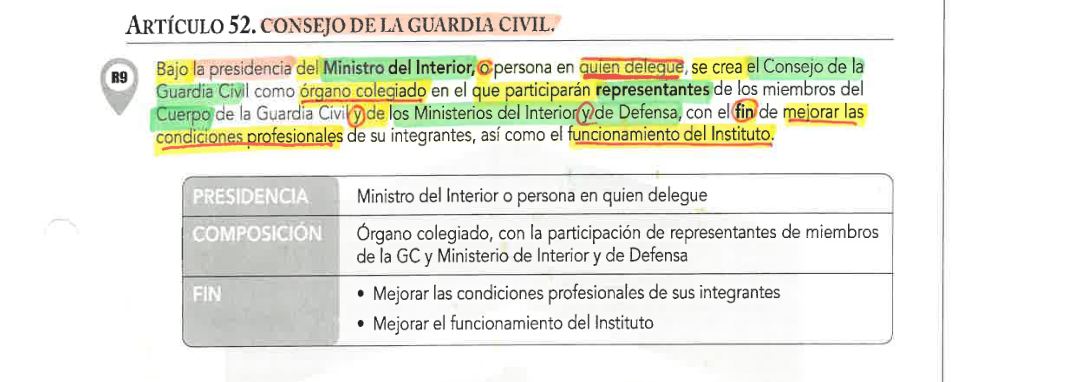 ARTÍCULO 52. CONSEJO DE LA GUARDIA CIVIL.
R9
Bajo la presidencia del Ministro del Interior, o persona en quien delegue, se crea el Consejo de la
Guardia Civil como órgano colegiado en el que participarán representantes de los miembros del
Cuerpo de la Guardia Civil y de los Ministerios del Interior y de Defensa, con el fin de mejorar las
condiciones profesionales de su integrantes, así como el funcionamiento del Instituto.
PRESIDENCIA Ministro del Interior o persona en quien delegue
COMPOSICIÓN Órgano colegiado, con la participación de representantes de miembros
de la GC y Ministerio de Interior y de Defensa
FIN • Mejorar las condiciones profesionales de sus integrantes
• Mejorar el funcionamiento del Instituto